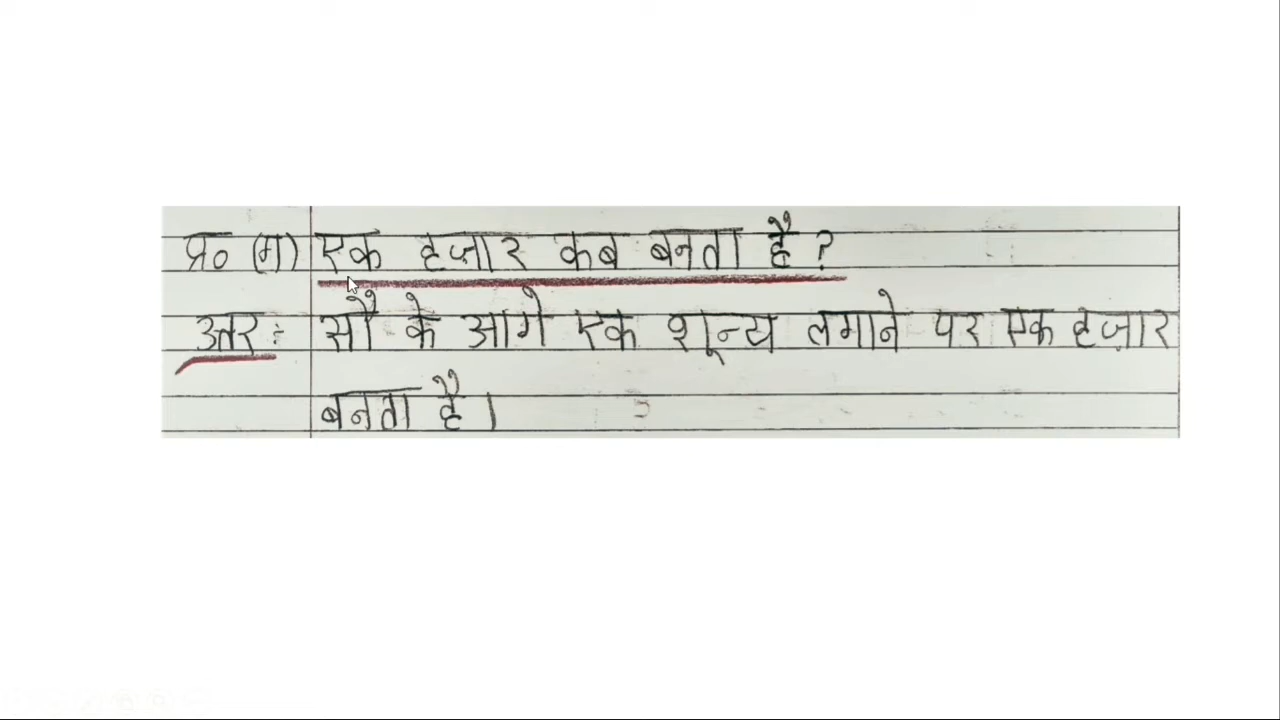 प्र० (ग) एक हज़ार कब बनता है ?
उत्तर :- सौ के आगे एक शून्य लगाने पर एक हज़ार
बनता है ।